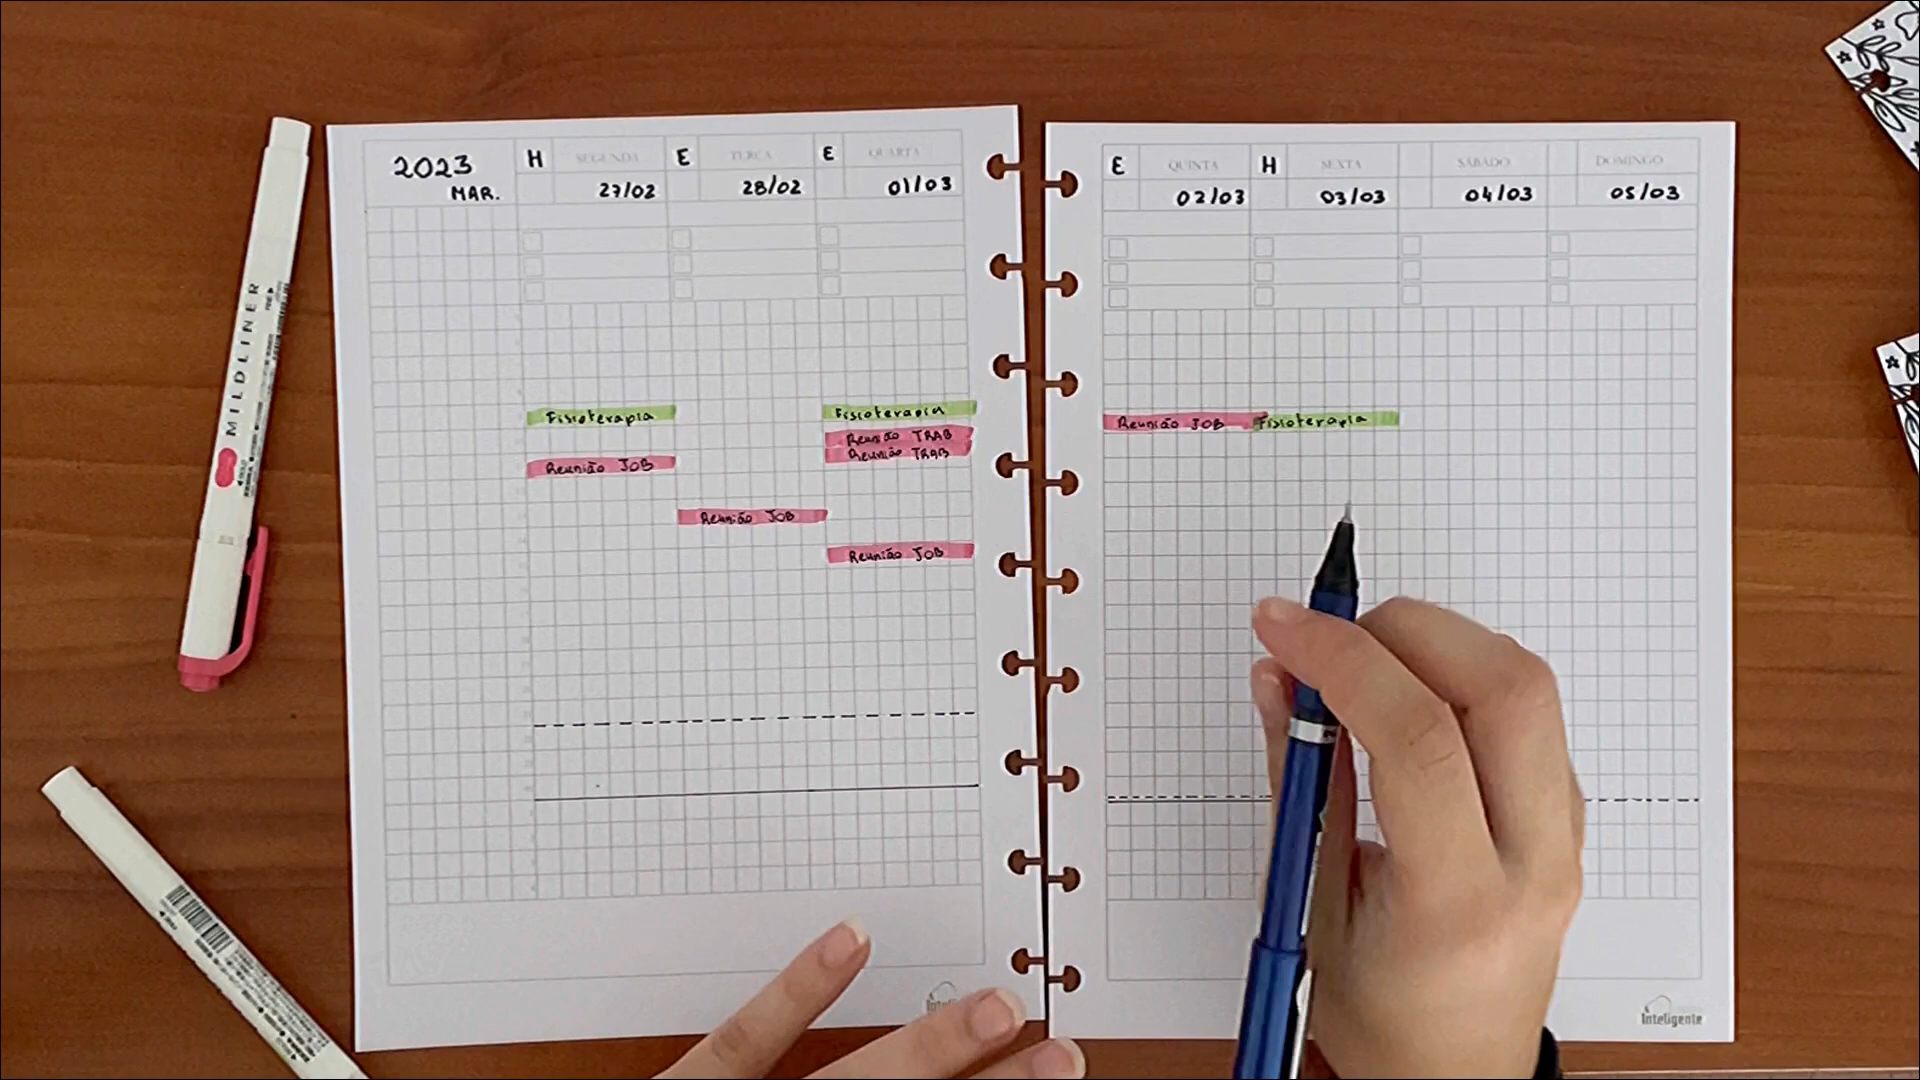 2023
MAR.
H SEGUNDA
27/02
E TERÇA
28/02
E QUARTA
01/03
Fisioterapia
Reunião JOB
Reunião JOB
Fisioterapia
Reunião TRAB
Reunião TRAB
Reunião JOB
E QUINTA
02/03
H SEXTA
03/03
SÁBADO
04/03
DOMINGO
05/03
Reunião JOB
Fisioterapia
Inteligente
MILDLINER